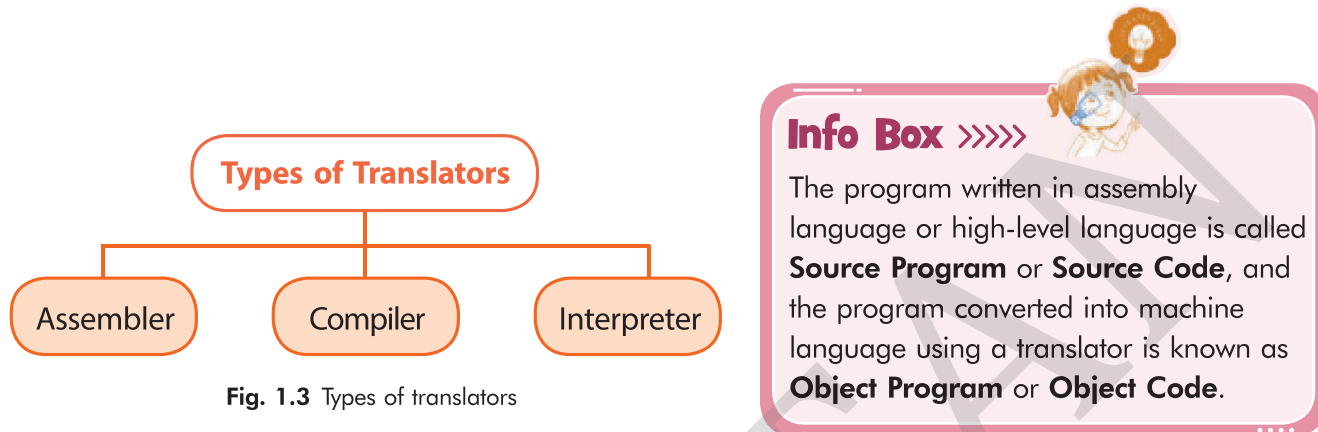 Types of Translators
Assembler
Compiler
Interpreter
Fig. 1.3 Types of translators
Info Box >>>>>
The program written in assembly
language or high-level language is called
Source Program or Source Code, and
the program converted into machine
language using a translator is known as
Object Program or Object Code.